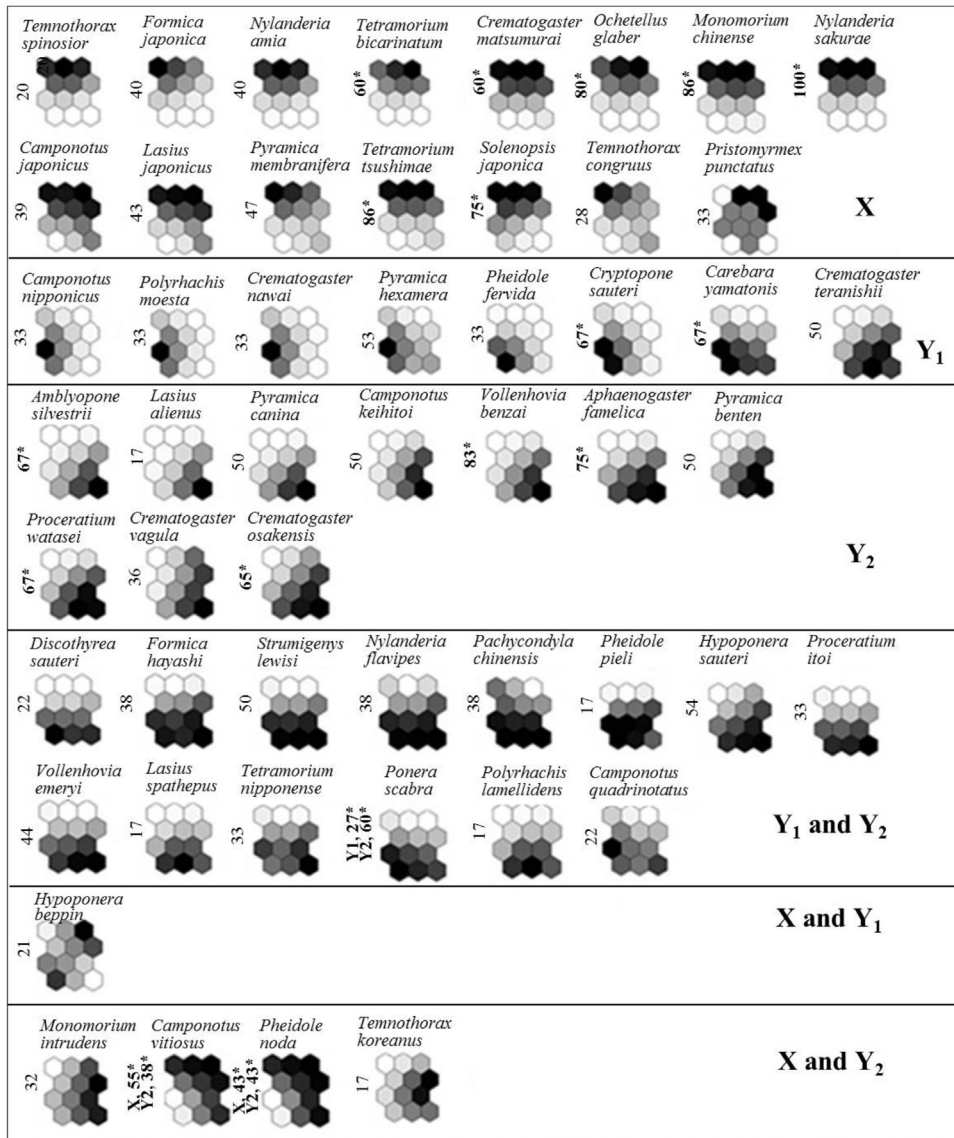 Temnothorax spinosior 20 20
Formica japonica 40
Nylanderia amia 40
Tetramorium bicarinatum 60*
Crematogaster matsumurai 60*
Ochetellus glaber 80*
Monomorium chinense 86*
Nylanderia sakurae 100*
Camponotus japonicus 39
Lasius japonicus 43
Pyramica membranifera 47
Tetramorium tsushimae 86*
Solenopsis japonica 75*
Temnothorax congruus 28
Pristomyrmex punctatus 33
X
Camponotus nipponicus 33
Polyrhachis moesta 33
Crematogaster nawai 33
Pyramica hexamera 53
Pheidole fervida 33
Cryptopone sauteri 67*
Carebara yamatonis 67*
Crematogaster teranishii 50
Y1
Amblyopone silvestrii 67*
Lasius alienus 17
Pyramica canina 50
Camponotus keihitoi 50
Vollenhovia benzai 83*
Aphaenogaster famelica 75*
Pyramica benten 50
Proceratium watasei 67*
Crematogaster vagula 36
Crematogaster osakensis 65*
Y2
Discothyrea sauteri 22
Formica hayashi 38
Strumigenys lewisi 50
Nylanderia flavipes 38
Pachycondyla chinensis 38
Pheidole pieli 17
Hypoponera sauteri 54
Proceratium itoi 33
Vollenhovia emeryi 44
Lasius spathepus 17
Tetramorium nipponense 33
Ponera scabra Y1, 27* Y2, 60*
Polyrhachis lamellidens 17
Camponotus quadrinotatus 22
Y1 and Y2
Hypoponera beppin 21
X and Y1
Monomorium intrudens 32
Camponotus vitiosus X, 55* Y2, 38*
Pheidole noda X, 43* Y2, 43*
Temnothorax koreanus 17
X and Y2